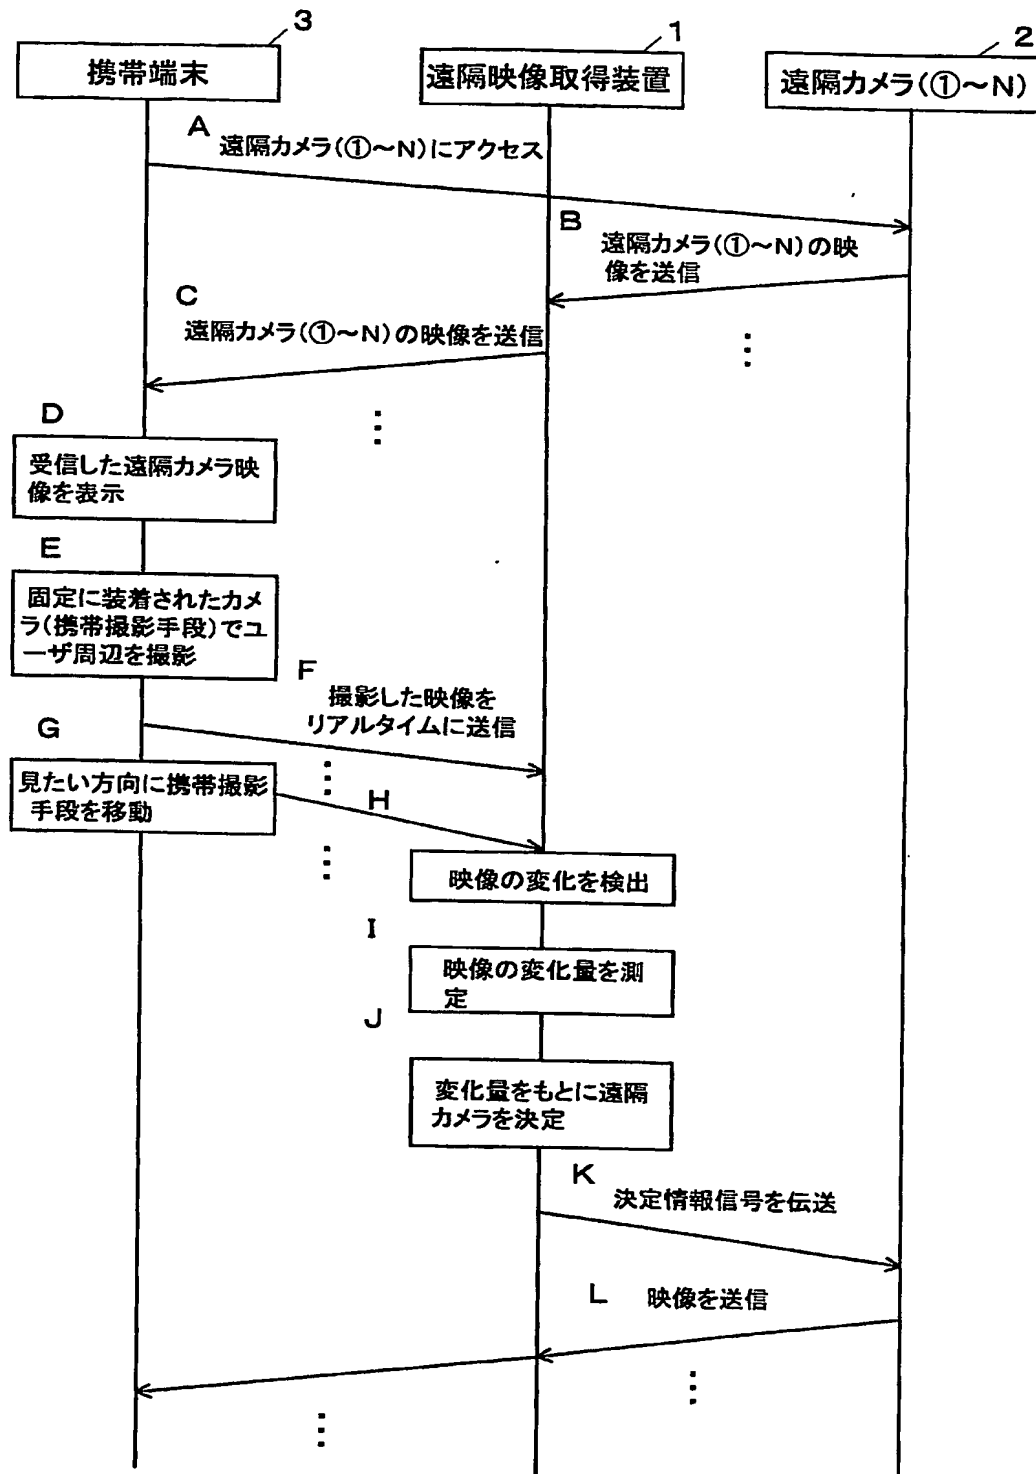 3
1
2
携帯端末
遠隔映像取得装置
遠隔カメラ(①~N)
A
遠隔カメラ(①~N)にアクセス
B
遠隔カメラ(①~N)の映
像を送信
C
遠隔カメラ(①~N)の映像を送信
D
受信した遠隔カメラ映
像を表示
E
固定に装着されたカメ
ラ(携帯撮影手段)でユ
ーザ周辺を撮影
F
撮影した映像を
リアルタイムに送信
G
見たい方向に携帯撮影
手段を移動
H
映像の変化を検出
I
映像の変化量を測
定
J
変化量をもとに遠隔
カメラを決定
K
決定情報信号を伝送
L
映像を送信